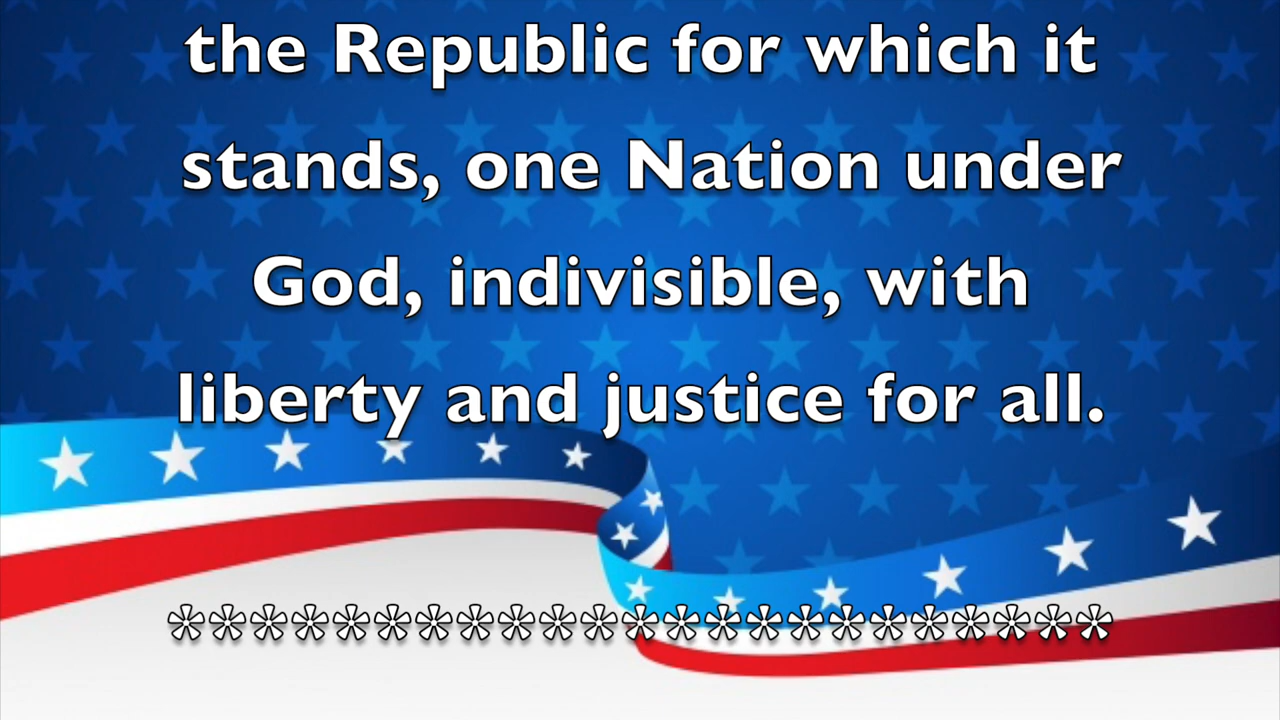 the Republic for which it
stands, one Nation under
God, indivisible, with
liberty and justice for all.
***********************